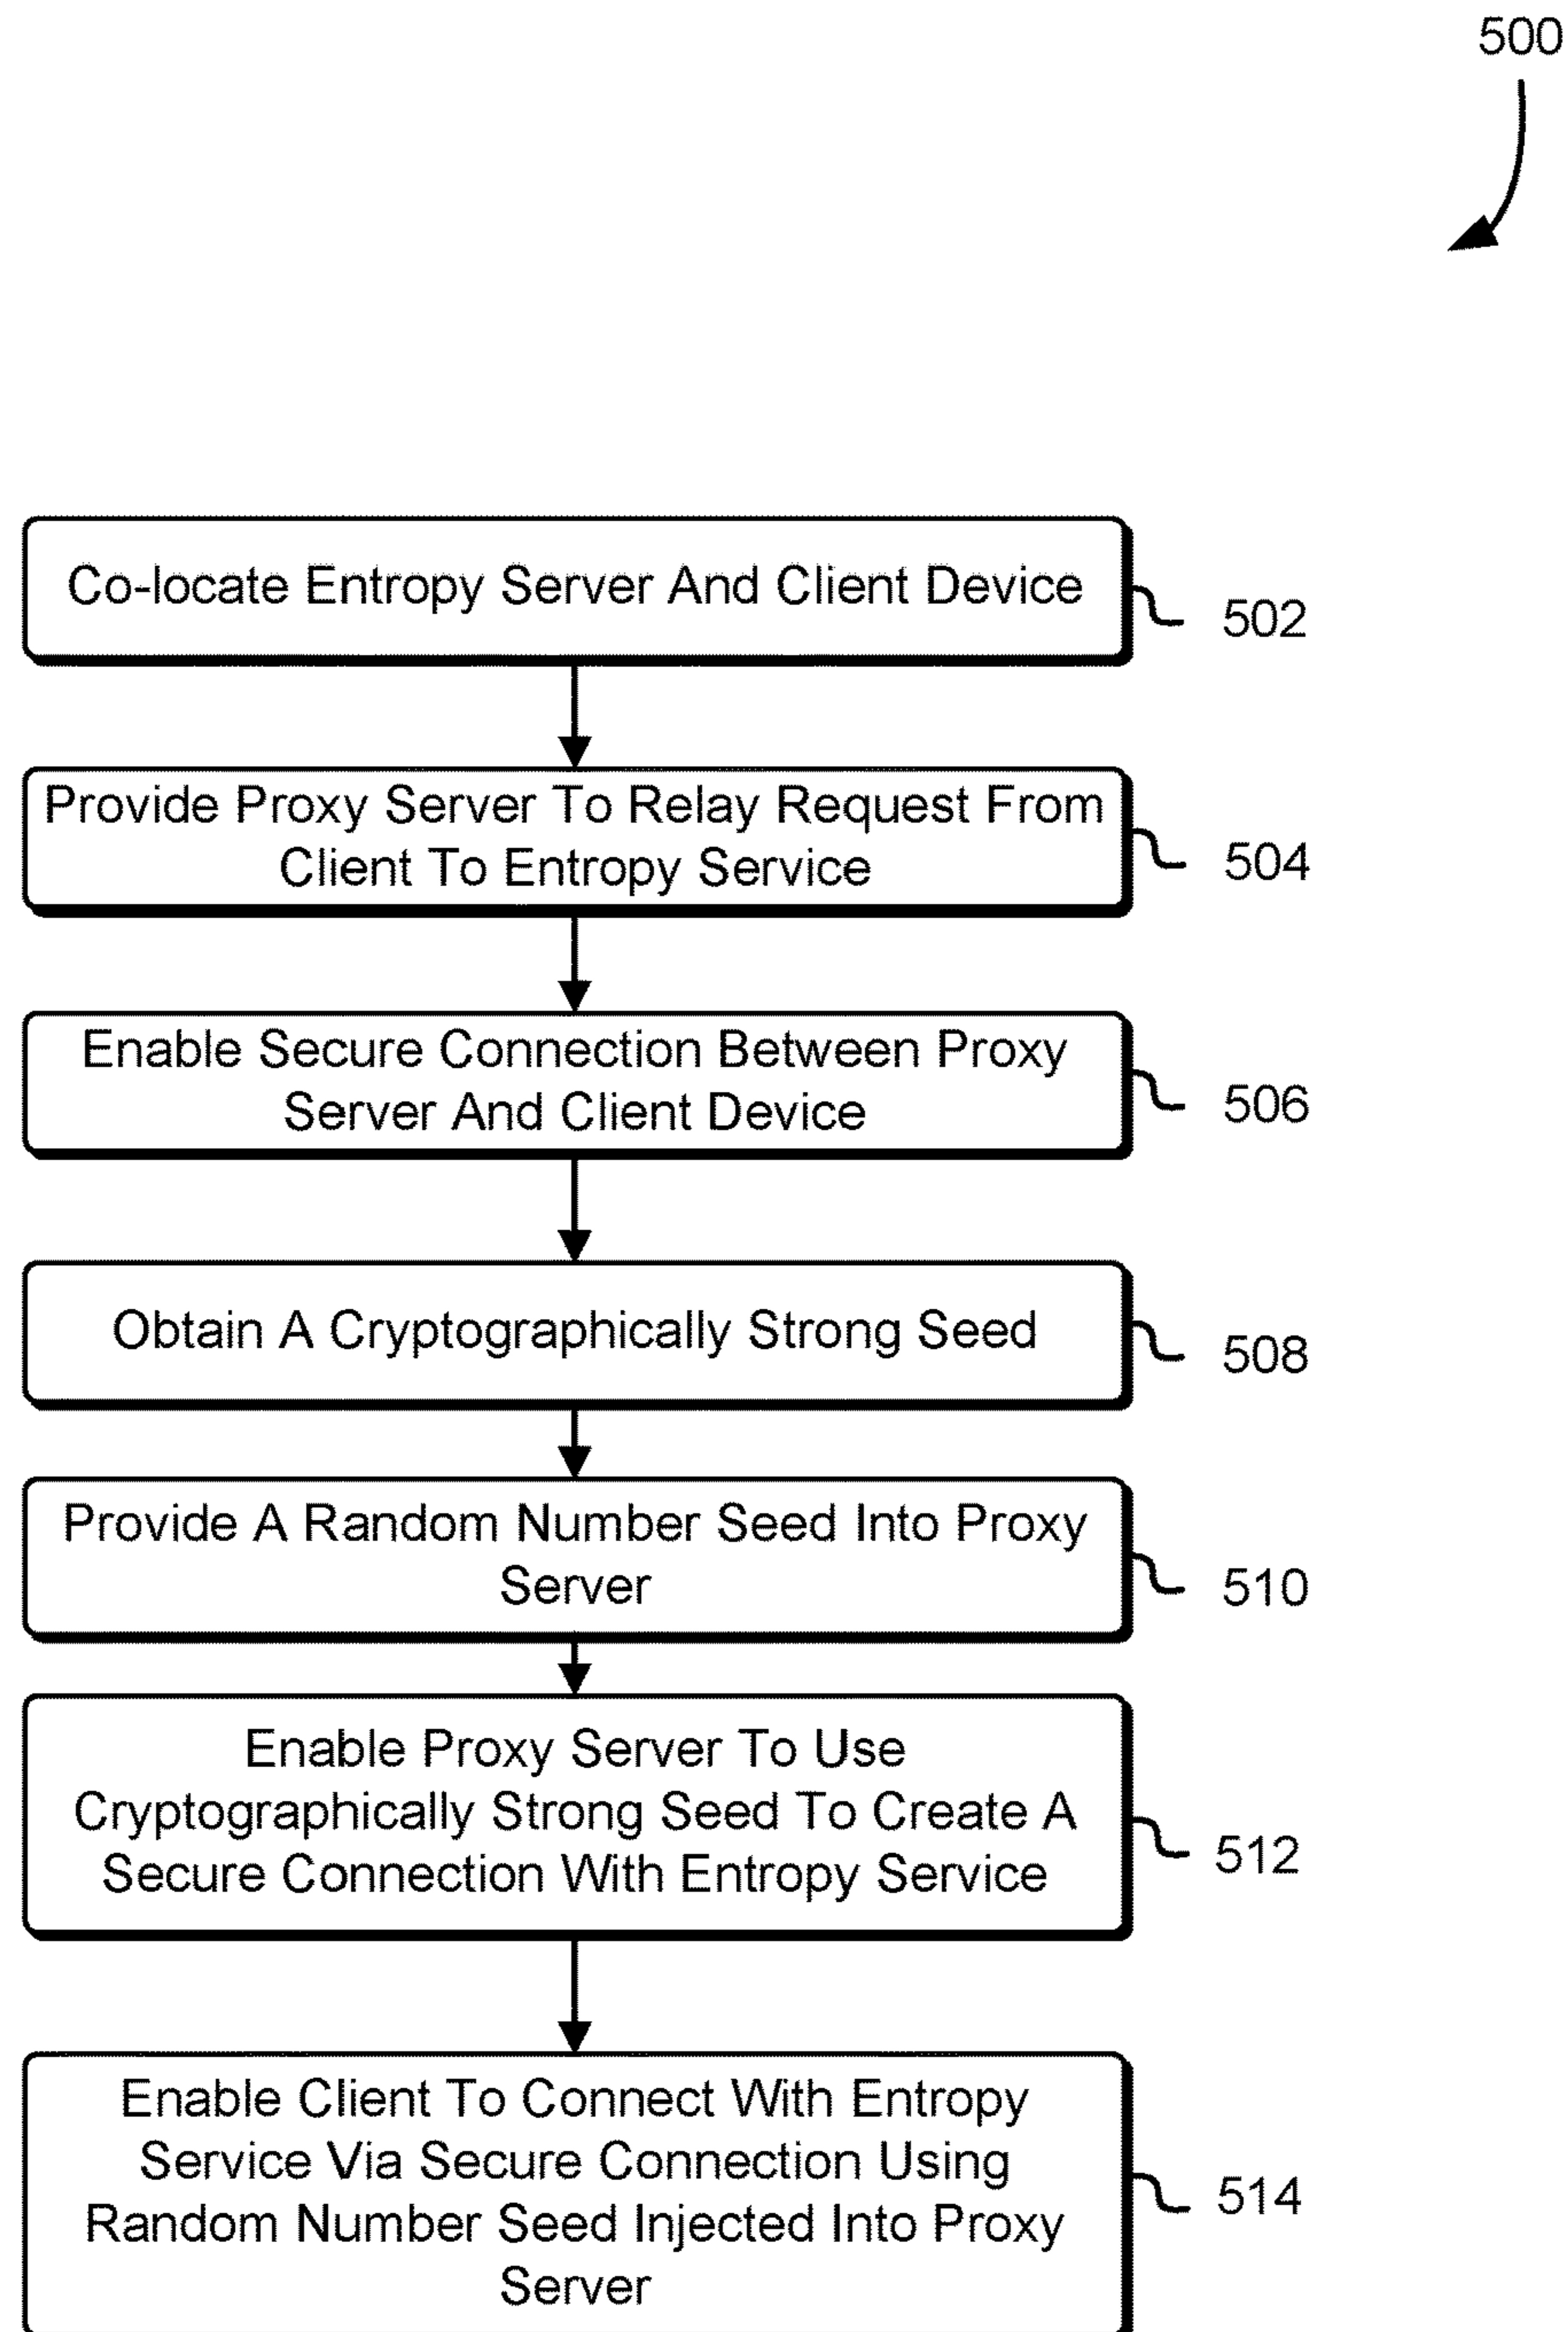 500
Co-locate Entropy Server And Client Device
502
Provide Proxy Server To Relay Request From
Client To Entropy Service
504
Enable Secure Connection Between Proxy
Server And Client Device
506
Obtain A Cryptographically Strong Seed
508
Provide A Random Number Seed Into Proxy
Server
510
Enable Proxy Server To Use
Cryptographically Strong Seed To Create A
Secure Connection With Entropy Service
512
Enable Client To Connect With Entropy
Service Via Secure Connection Using
Random Number Seed Injected Into Proxy
Server
514